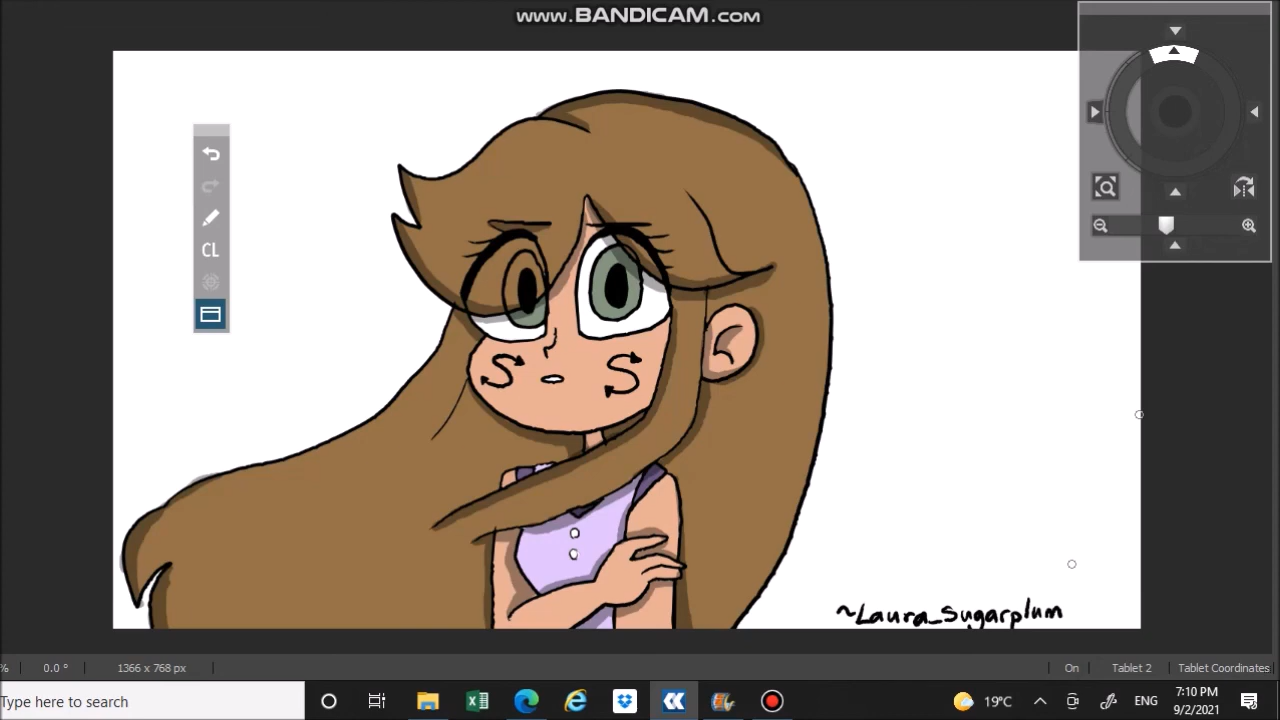 www.BANDICAM.com
CL
S S
~Laura_Sugarplum
% 0.0 ° 1366 x 768 px On Tablet 2 Tablet Coordinates
Type here to search 19°C ENG 7:10 PM
9/2/2021